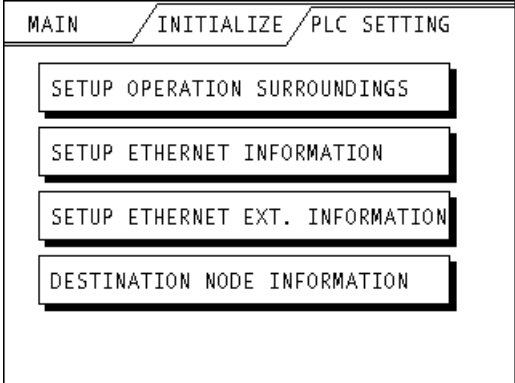 MAIN INITIALIZE PLC SETTING
SETUP OPERATION SURROUNDINGS
SETUP ETHERNET INFORMATION
SETUP ETHERNET EXT. INFORMATION
DESTINATION NODE INFORMATION